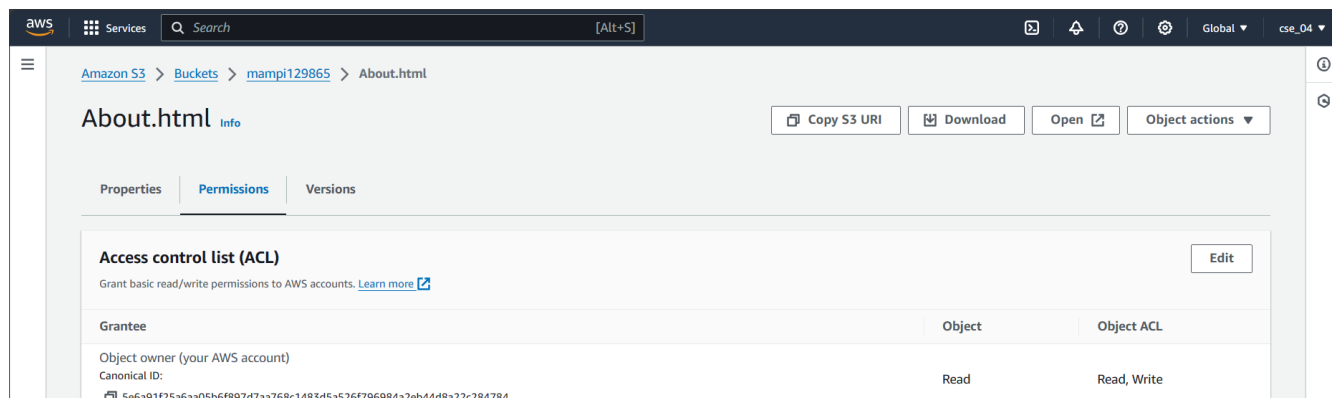 aws Services Search [Alt+S] Global ▼ cse_04 ▼
Amazon S3 > Buckets > mampi129865 > About.html
About.html Info Copy S3 URI Download Open Object actions ▼
Properties Permissions Versions
Access control list (ACL) Edit
Grant basic read/write permissions to AWS accounts. Learn more
Grantee Object Object ACL
Object owner (your AWS account)
Canonical ID:
Read Read, Write